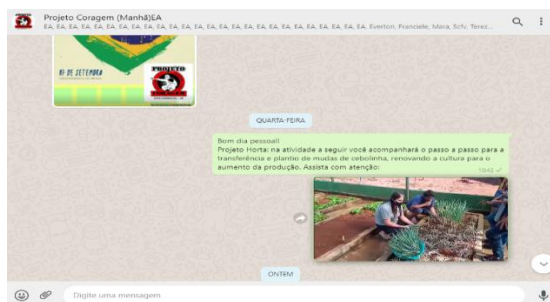 Projeto Coragem (Manhã)EA
EA, EA, EA, EA, EA, EA, EA, EA, EA, EA, EA, EA, EA, EA, EA, EA, EA, EA, EA, EA, EA, EA, EA, Everton, Franciele, Mara, Scfv, Terez...
07 DE SETEMBRO
PROJETO
CORAGEM
QUARTA-FEIRA
Bom dia pessoal!
Projeto Horta: na atividade a seguir você acompanhará o passo a passo para a
transferência e plantio de mudas de cebolinha, renovando a cultura para o
aumento da produção. Assista com atenção:
ONTEM
Digite uma mensagem